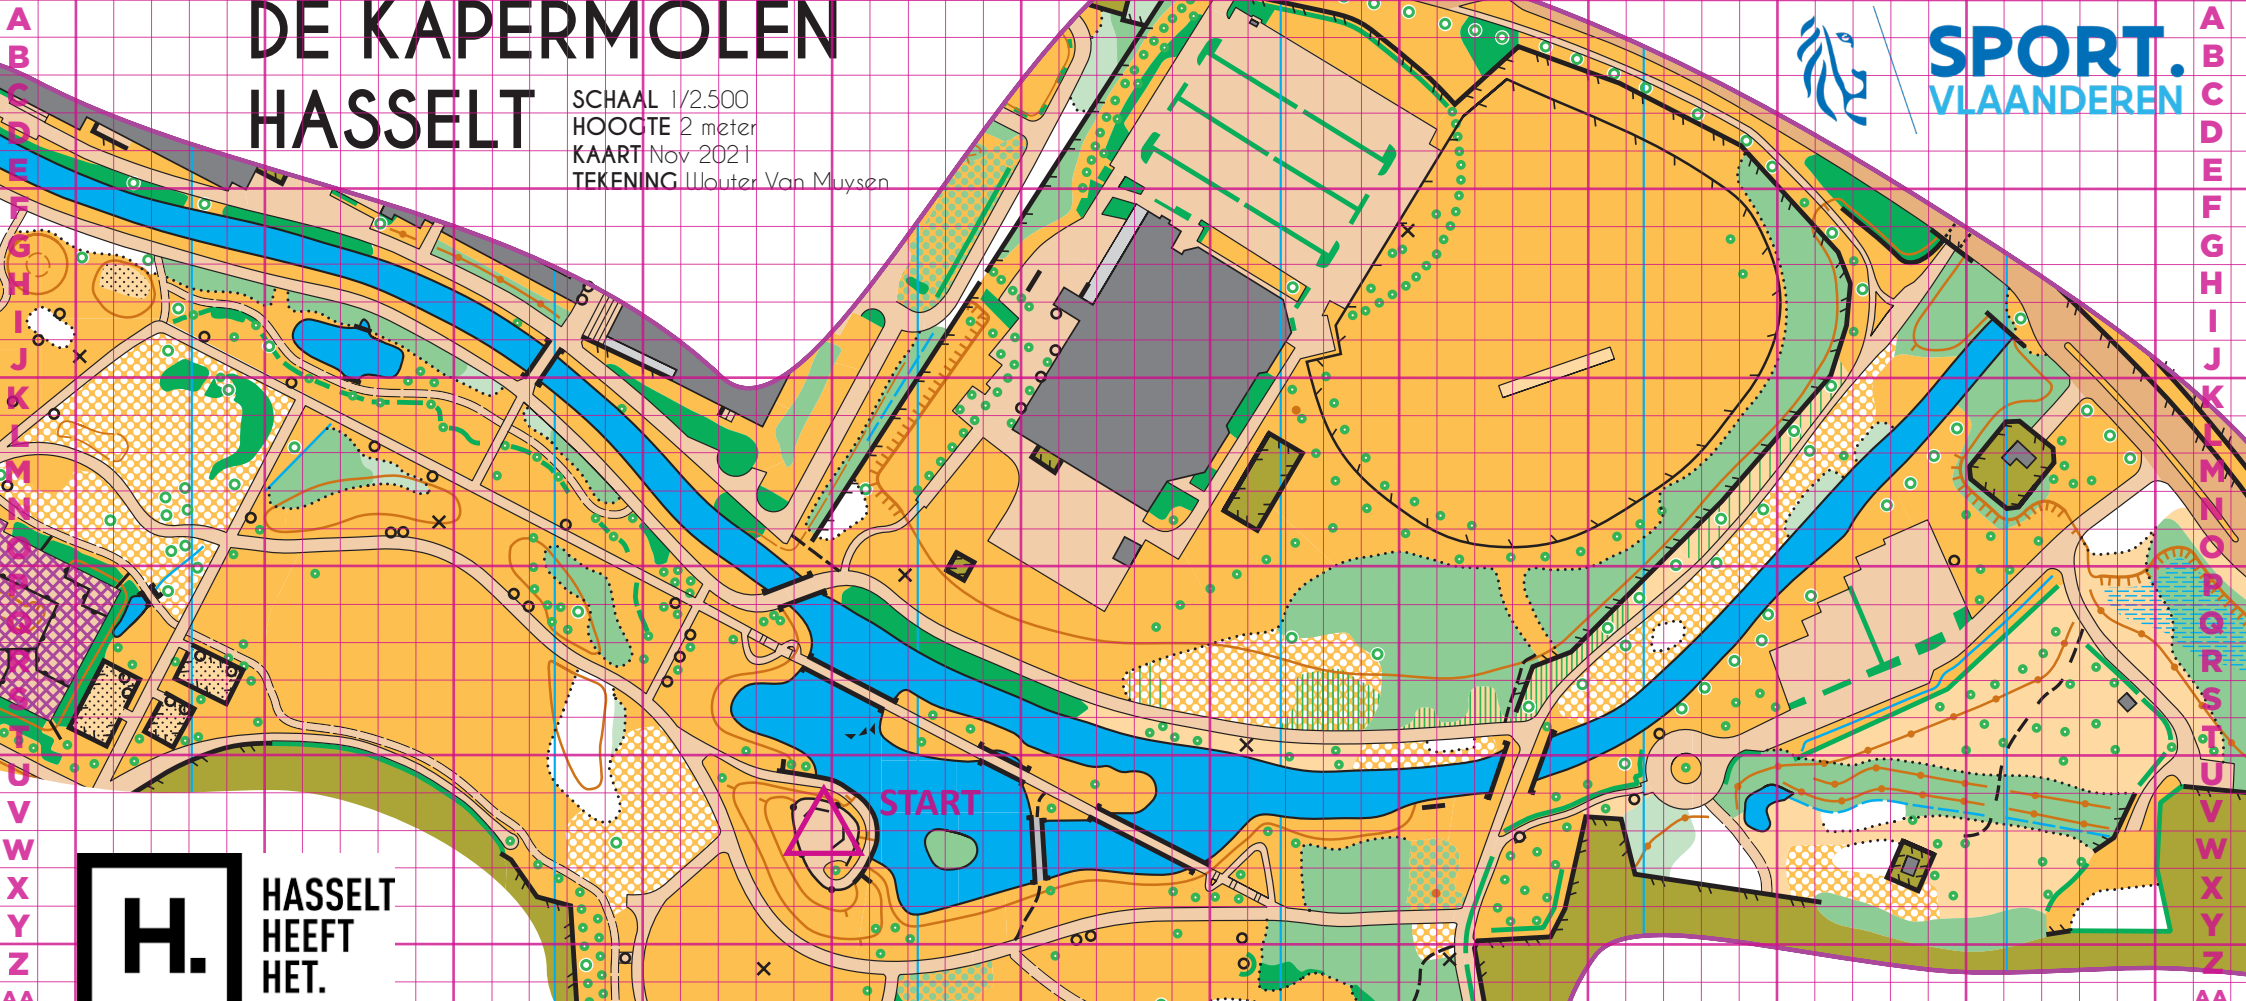 DE KAPERMOLEN
HASSELT
SCHAAL 1/2.500
HOOGTE 2 meter
KAART Nov 2021
TEKENING Wouter Van Muysen
SPORT.
VLAANDEREN
START
H.
HASSELT
HEEFT
HET.
A
B
C
D
E
F
G
H
I
J
K
L
M
N
O
P
Q
R
S
T
U
V
W
X
Y
Z
AA
A
B
C
D
E
F
G
H
I
J
K
L
M
N
O
P
Q
R
S
T
U
V
W
X
Y
Z
AA